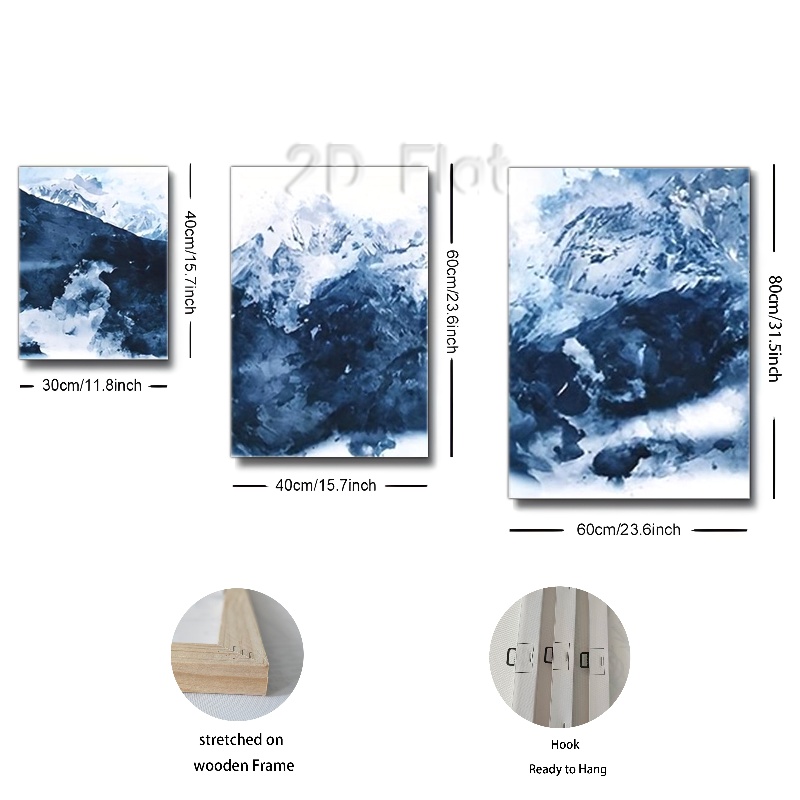 2D Flat
40cm/15.7inch
30cm/11.8inch
60cm/23.6inch
40cm/15.7inch
80cm/31.5inch
60cm/23.6inch
stretched on
wooden Frame
Hook
Ready to Hang